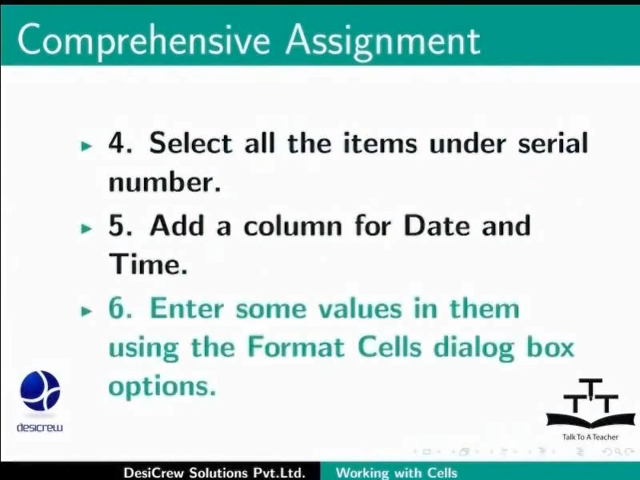 Comprehensive Assignment
4. Select all the items under serial
number.
5. Add a column for Date and
Time.
6. Enter some values in them
using the Format Cells dialog box
options.
desicrew
TTT
Talk To A Teacher
DesiCrew Solutions Pvt.Ltd. Working with Cells